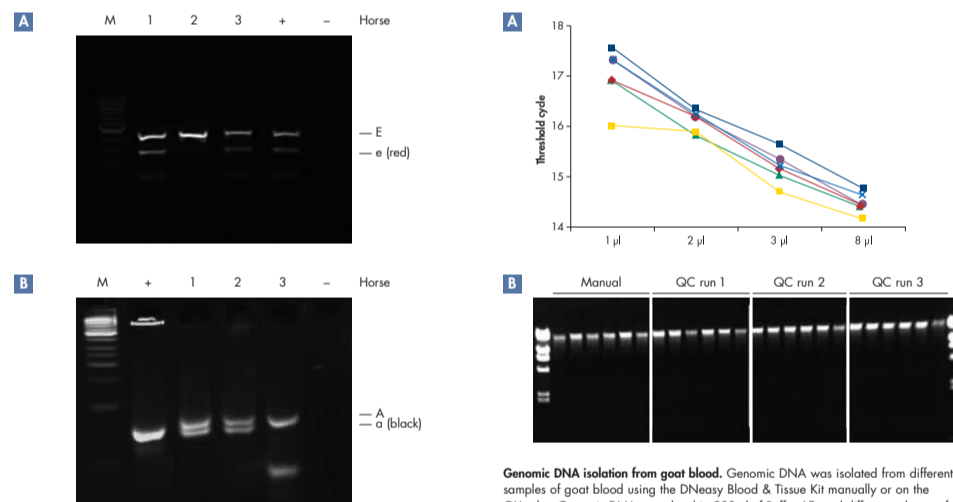 A
M 1 2 3 + – Horse
E
e (red)
B
M + 1 2 3 – Horse
A
a (black)
A
Threshold cycle
18
17
16
15
14
1 µl 2 µl 3 µl 8 µl
B
Manual QC run 1 QC run 2 QC run 3
Genomic DNA isolation from goat blood. Genomic DNA was isolated from different
samples of goat blood using the DNeasy Blood & Tissue Kit manually or on the